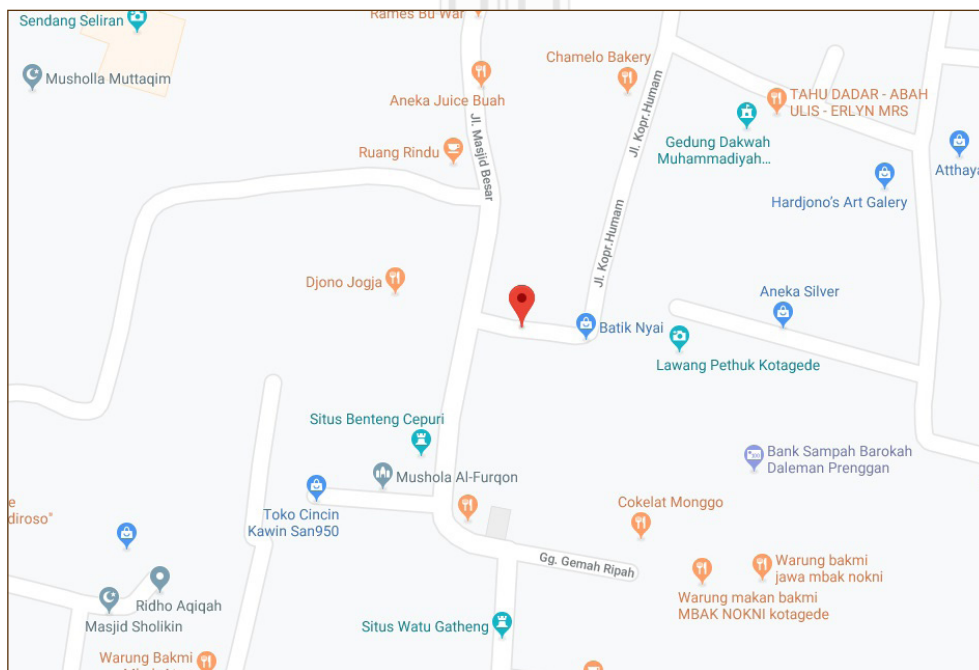 Rames Bu War
Sendang Seliran
Musholla Muttaqim
Chamelo Bakery
Aneka Juice Buah
TAHU DADAR - ABAH
ULIS - ERLYN MRS
Jl. Kopr.Humam
Gedung Dakwah
Muhammadiyah...
Ruang Rindu
Jl. Masjid Besar
Atthaya
Hardjono's Art Galery
Jl. Kopr.Humam
Djono Jogja
Aneka Silver
Batik Nyai
Lawang Pethuk Kotagede
Situs Benteng Cepuri
Bank Sampah Barokah
Daleman Prenggan
Mushola Al-Furqon
Cokelat Monggo
Toko Cincin
Kawin San950
e
diroso"
Gg. Gemah Ripah
Warung bakmi
jawa mbak nokni
Warung makan bakmi
MBAK NOKNI kotagede
Ridho Aqiqah
Masjid Sholikin
Situs Watu Gatheng
Warung Bakmi